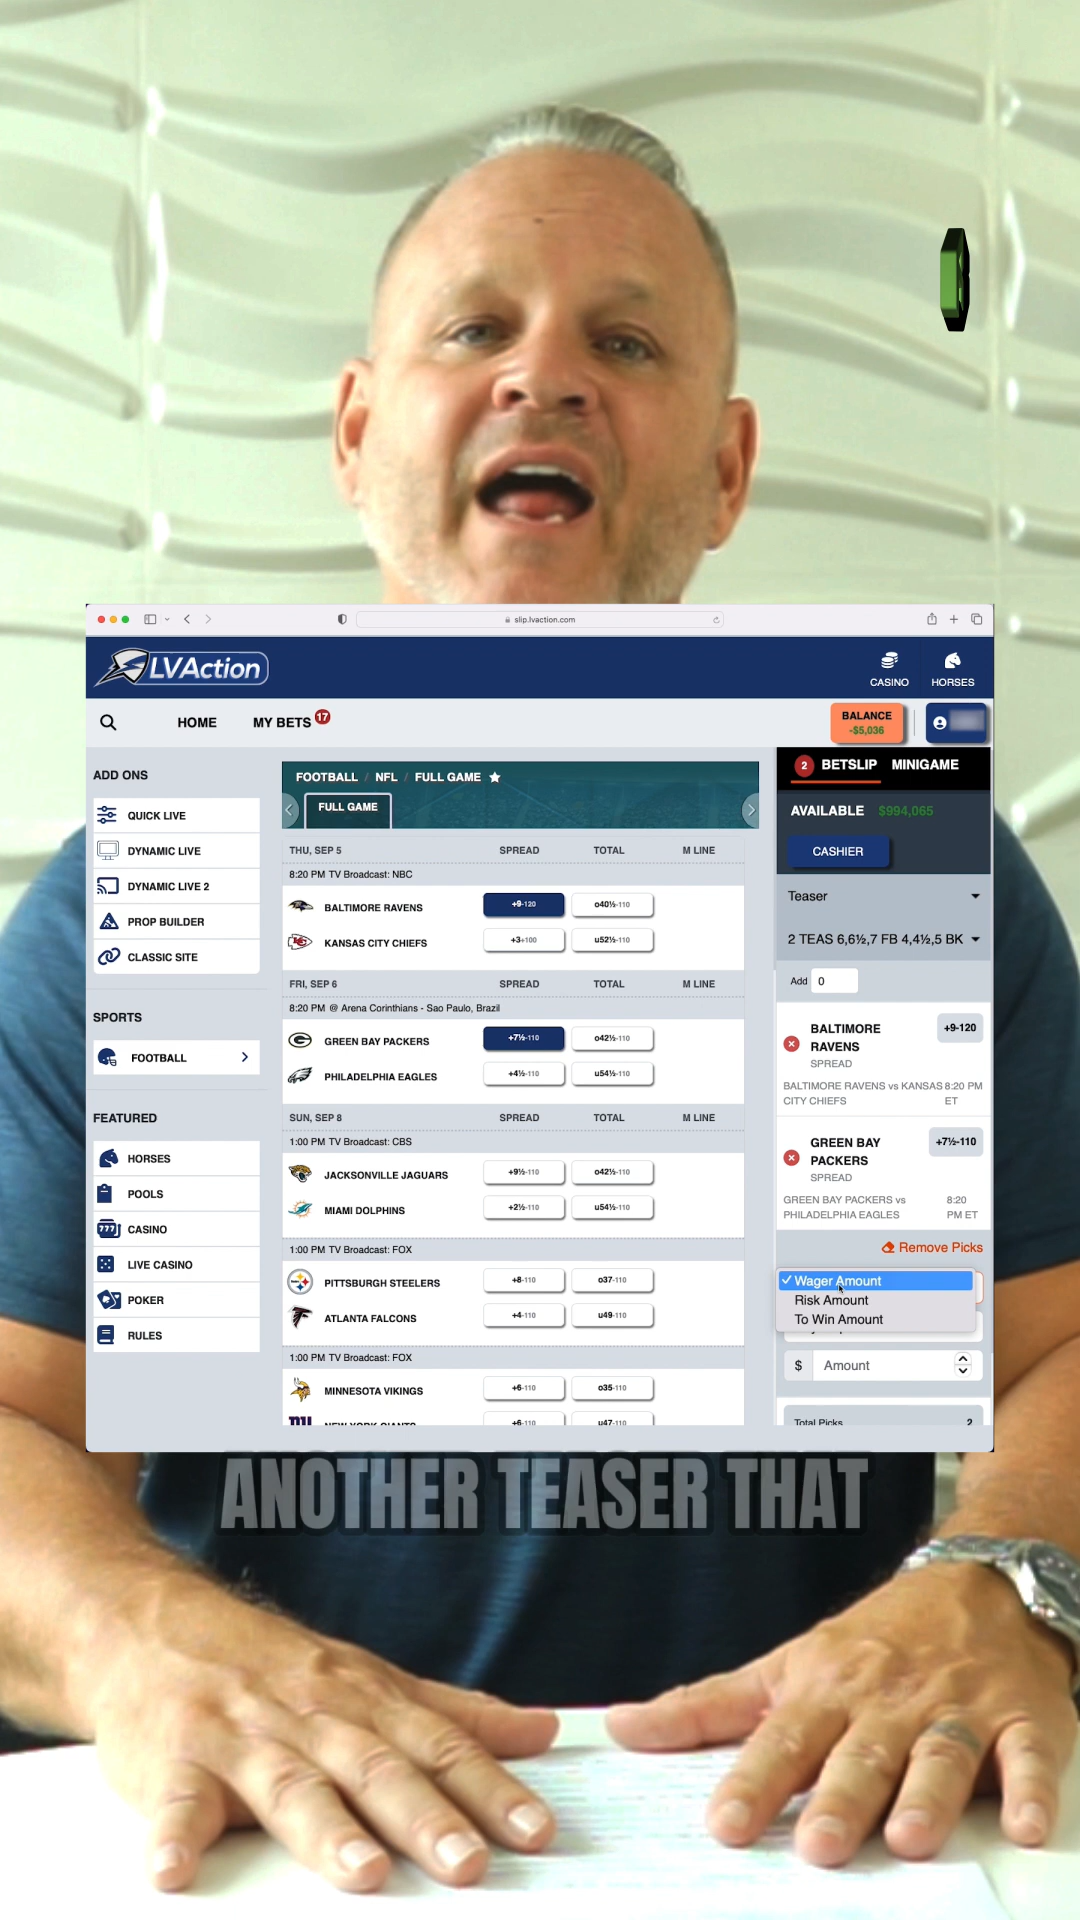 slip.lvaction.com
LVAction
CASINO
HORSES
HOME
MY BETS 17
BALANCE
-$5,036
ADD ONS
QUICK LIVE
DYNAMIC LIVE
DYNAMIC LIVE 2
PROP BUILDER
CLASSIC SITE
SPORTS
FOOTBALL
FEATURED
HORSES
POOLS
CASINO
LIVE CASINO
POKER
RULES
FOOTBALL / NFL / FULL GAME
FULL GAME
THU, SEP 5 SPREAD TOTAL M LINE
8:20 PM TV Broadcast: NBC
BALTIMORE RAVENS +9-120 o40½-110
KANSAS CITY CHIEFS +3+100 u52½-110
FRI, SEP 6 SPREAD TOTAL M LINE
8:20 PM @ Arena Corinthians - Sao Paulo, Brazil
GREEN BAY PACKERS +7½-110 o42½-110
PHILADELPHIA EAGLES +4½-110 u54½-110
SUN, SEP 8 SPREAD TOTAL M LINE
1:00 PM TV Broadcast: CBS
JACKSONVILLE JAGUARS +9½-110 o42½-110
MIAMI DOLPHINS +2½-110 u54½-110
1:00 PM TV Broadcast: FOX
PITTSBURGH STEELERS +8-110 o37-110
ATLANTA FALCONS +4-110 u49-110
1:00 PM TV Broadcast: FOX
MINNESOTA VIKINGS +6-110 o35-110
NEW YORK GIANTS +6-110 u47-110
2 BETSLIP MINIGAME
AVAILABLE $994,065
CASHIER
Teaser
2 TEAS 6,6½,7 FB 4,4½,5 BK
Add 0
BALTIMORE
RAVENS
+9-120
SPREAD
BALTIMORE RAVENS vs KANSAS
CITY CHIEFS
8:20 PM
ET
GREEN BAY
PACKERS
+7½-110
SPREAD
GREEN BAY PACKERS vs
PHILADELPHIA EAGLES
8:20
PM ET
Remove Picks
✓ Wager Amount
Risk Amount
To Win Amount
$ Amount
Total Picks 2
ANOTHER TEASER THAT